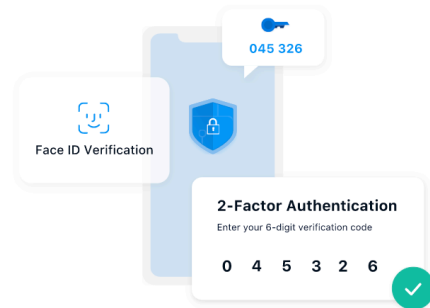 045 326
Face ID Verification
2-Factor Authentication
Enter your 6-digit verification code
0 4 5 3 2 6